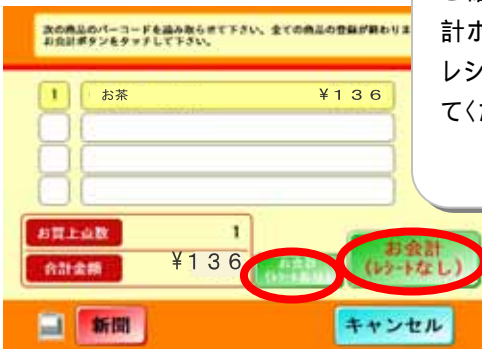 次の商品のバーコードを読み取らせて下さい。全ての商品の登録が終わりま
お会計ボタンをタッチして下さい。
計ボ
レシ
てくだ
1 お茶 ¥136
お買上点数 1
合計金額 ¥136
お会計
お会計
(レシートなし)
新聞
キャンセル